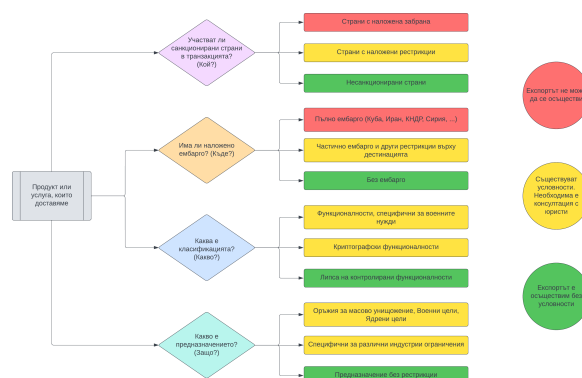 Продукт или
услуга, които
доставяме
Участват ли
санкционирани страни
в транзакцията?
(Кой?)
Страни с наложена забрана
Страни с наложени рестрикции
Несанкционирани страни
Има ли наложено
ембарго? (Къде?)
Пълно ембарго (Куба, Иран, КНДР, Сирия, ...)
Частично ембарго и други рестрикции върху
дестинацията
Без ембарго
Каква е
класификацията?
(Какво?)
Функционалности, специфични за военните
нужди
Криптографски функционалности
Липса на контролирани функционалности
Какво е
предназначението?
(Защо?)
Оръжия за масово унищожение, Военни цели,
Ядрени цели
Специфични за различни индустрии ограничения
Предназначение без рестрикции
Експортът не мож
да се осъществи
Съществуват
условности.
Необходима е
консултация с
юристи
Експортът е
осъществим без
условности